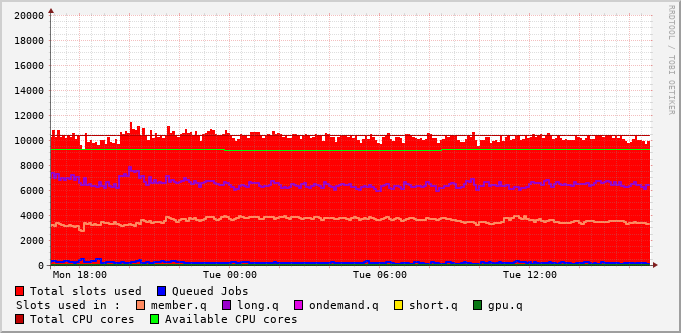 20000
18000
16000
14000
12000
10000
8000
6000
4000
2000
0
Mon 18:00 Tue 00:00 Tue 06:00 Tue 12:00
Total slots used Queued Jobs
Slots used in : member.q long.q ondemand.q short.q gpu.q
Total CPU cores Available CPU cores
RRDTOOL / TOBI OETIKER